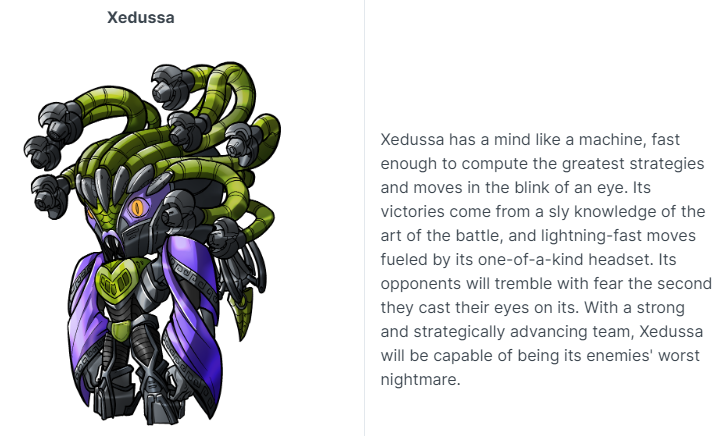 Xedussa
Xedussa has a mind like a machine, fast
enough to compute the greatest strategies
and moves in the blink of an eye. Its
victories come from a sly knowledge of the
art of the battle, and lightning-fast moves
fueled by its one-of-a-kind headset. Its
opponents will tremble with fear the second
they cast their eyes on its. With a strong
and strategically advancing team, Xedussa
will be capable of being its enemies' worst
nightmare.